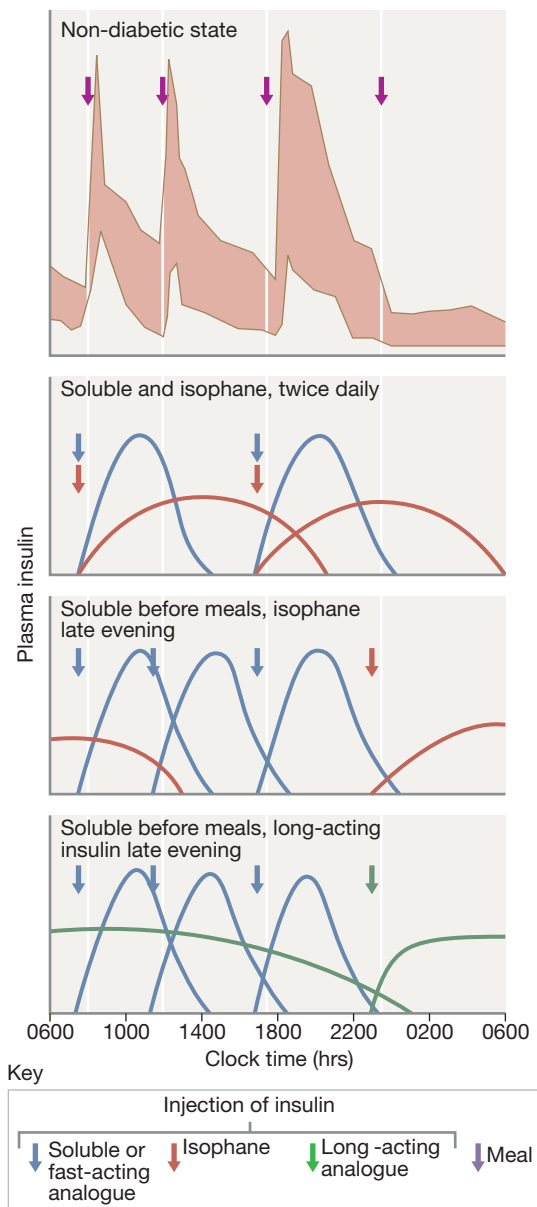 Non-diabetic state
Soluble and isophane, twice daily
Plasma insulin
Soluble before meals, isophane
late evening
Soluble before meals, long-acting
insulin late evening
0600 1000 1400 1800 2200 0200 0600
Clock time (hrs)
Key
Injection of insulin
Soluble or
fast-acting
analogue
Isophane
Long -acting
analogue
Meal